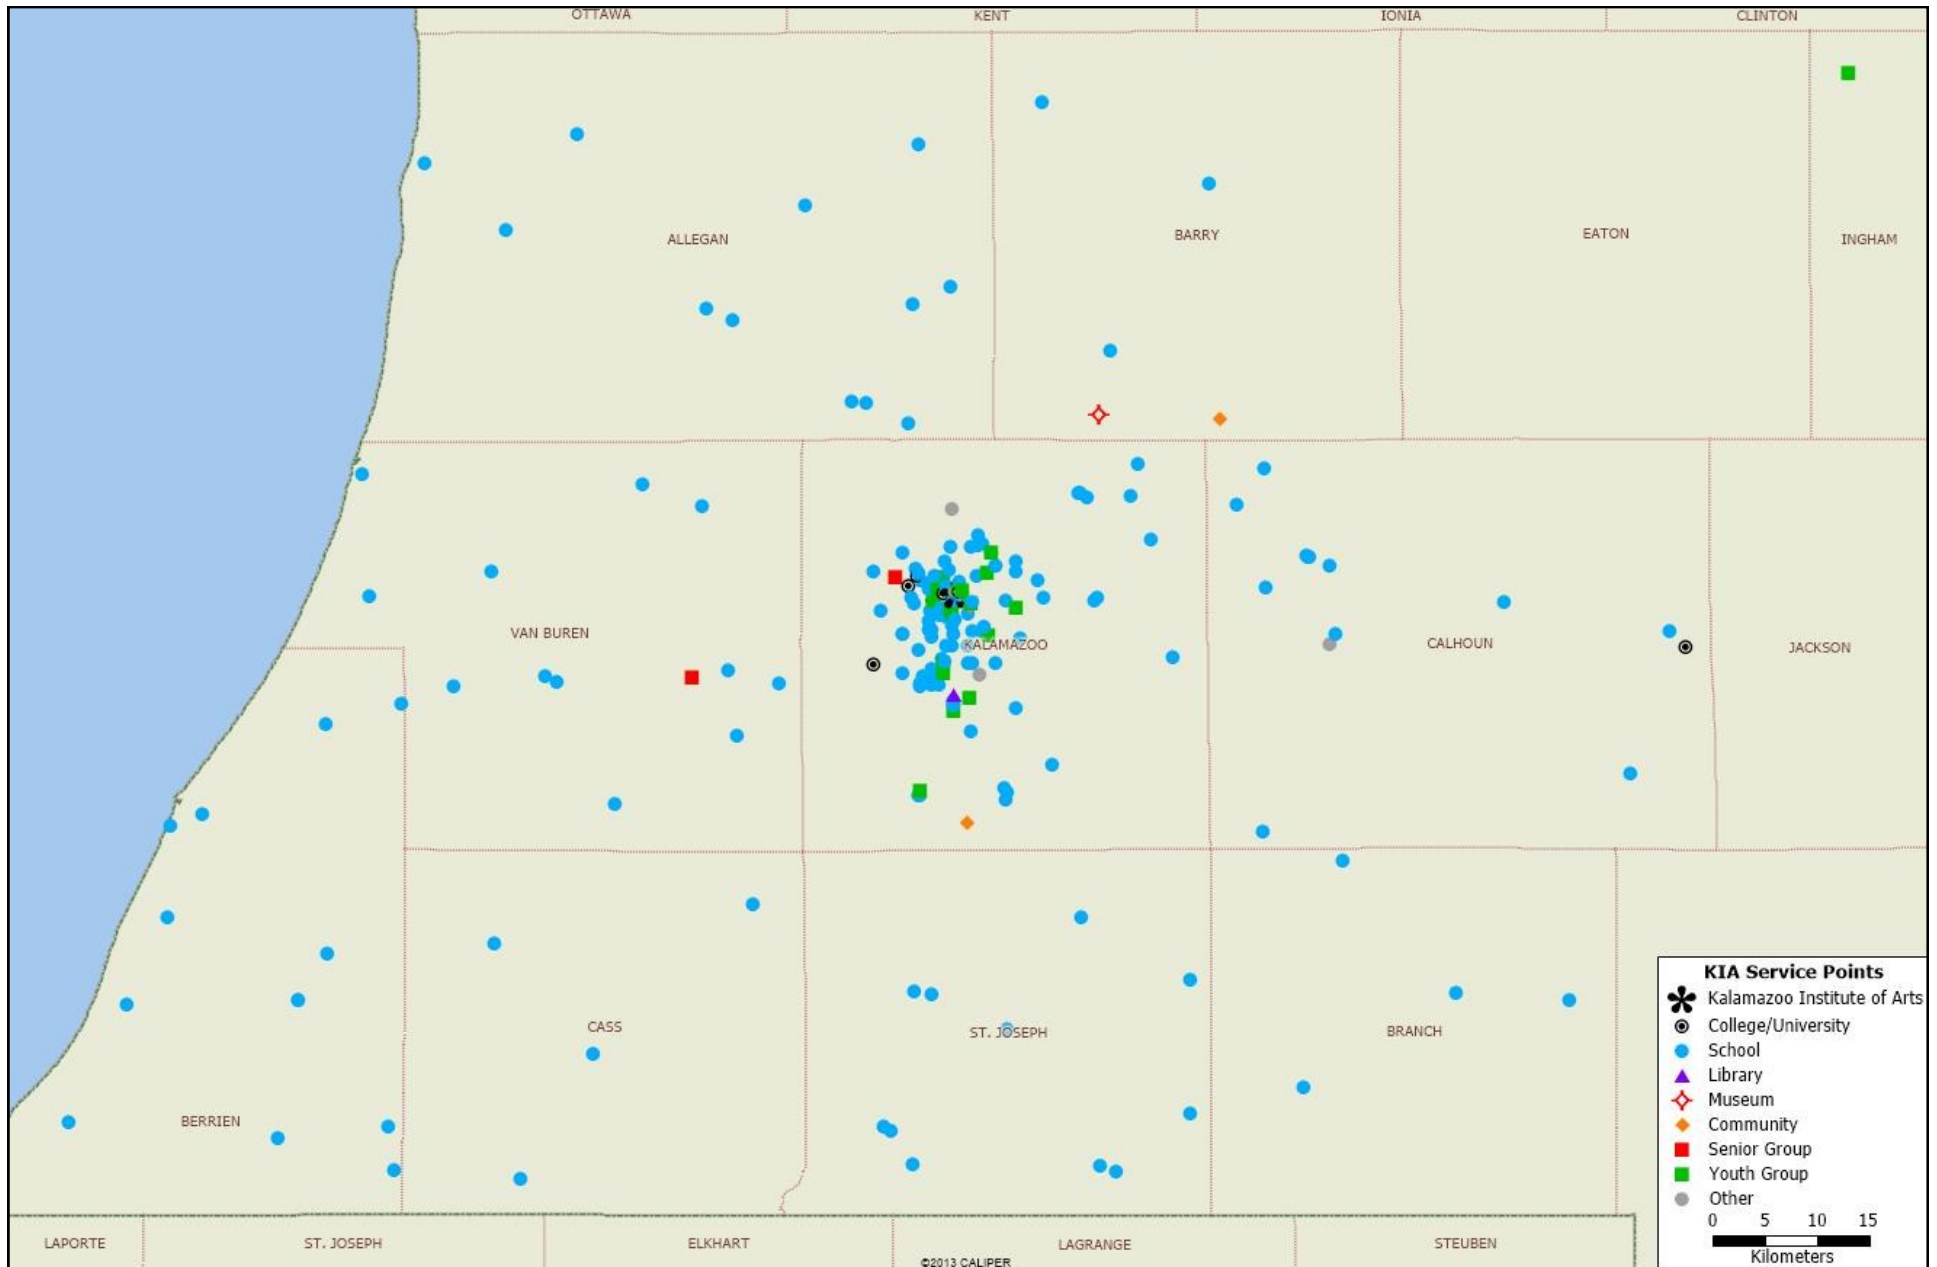 OTTAWA
KENT
IONIA
CLINTON
ALLEGAN
BARRY
EATON
INGHAM
VAN BUREN
KALAMAZOO
CALHOUN
JACKSON
CASS
ST. JOSEPH
BRANCH
BERRIEN
LAPORTE
ST. JOSEPH
ELKHART
LAGRANGE
STEUBEN
©2013 CALIPER
KIA Service Points
Kalamazoo Institute of Arts
College/University
School
Library
Museum
Community
Senior Group
Youth Group
Other
0 5 10 15
Kilometers